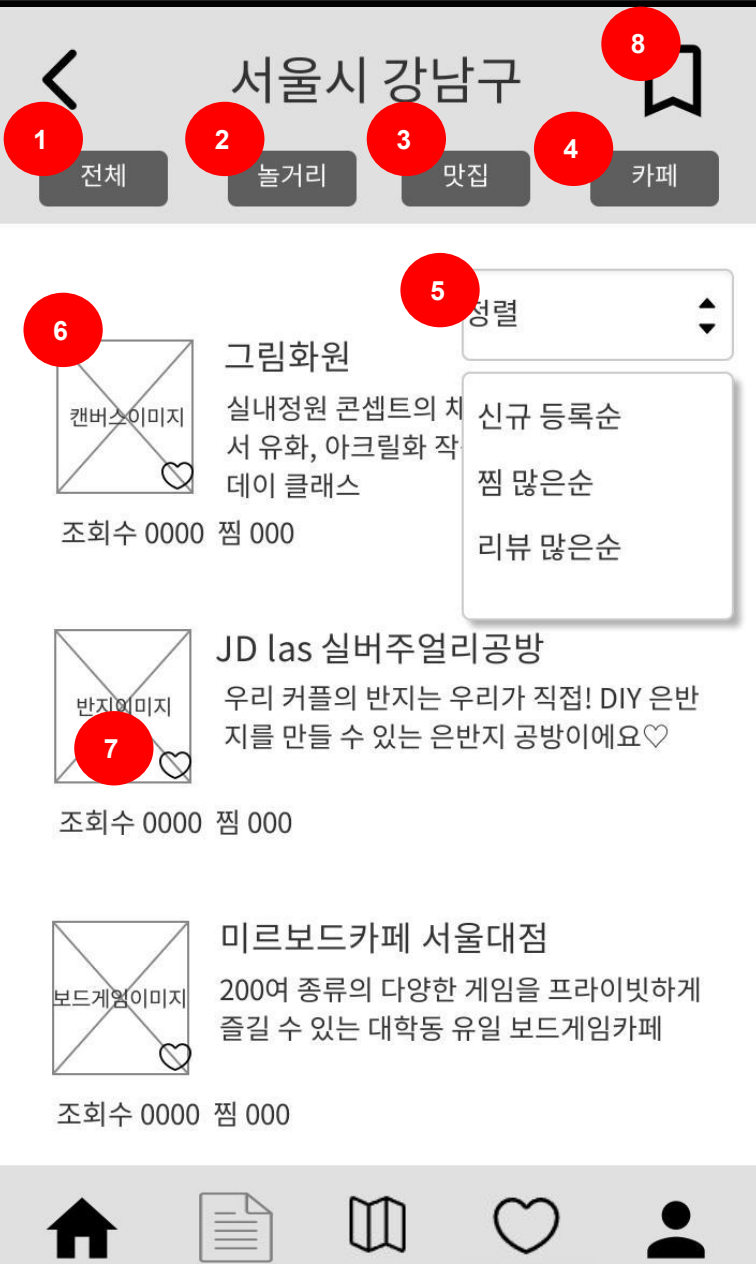 8
서울시 강남구
1
2
3
4
전체
놀거리
맛집
카페
5
정렬
6
그림화원
캔버스이미지
실내정원 콘셉트의
서 유화, 아크릴화 작
데이 클래스
신규 등록순
찜 많은순
리뷰 많은순
조회수 0000 찜 000
JD las 실버주얼리공방
반지이미지
우리 커플의 반지는 우리가 직접! DIY 은반
지를 만들 수 있는 은반지 공방이에요♡
7
조회수 0000 찜 000
미르보드카페 서울대점
보드게임이미지
200여 종류의 다양한 게임을 프라이빗하게
즐길 수 있는 대학동 유일 보드게임카페
조회수 0000 찜 000